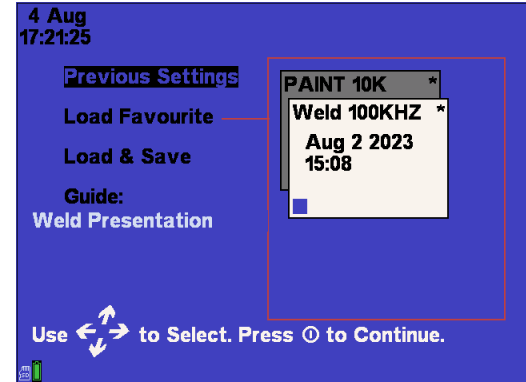 4 Aug
17:21:25
Previous Settings
Load Favourite
Load & Save
Guide:
Weld Presentation
PAINT 10K *
Weld 100KHZ *
Aug 2 2023
15:08
Use to Select. Press to Continue.
SD